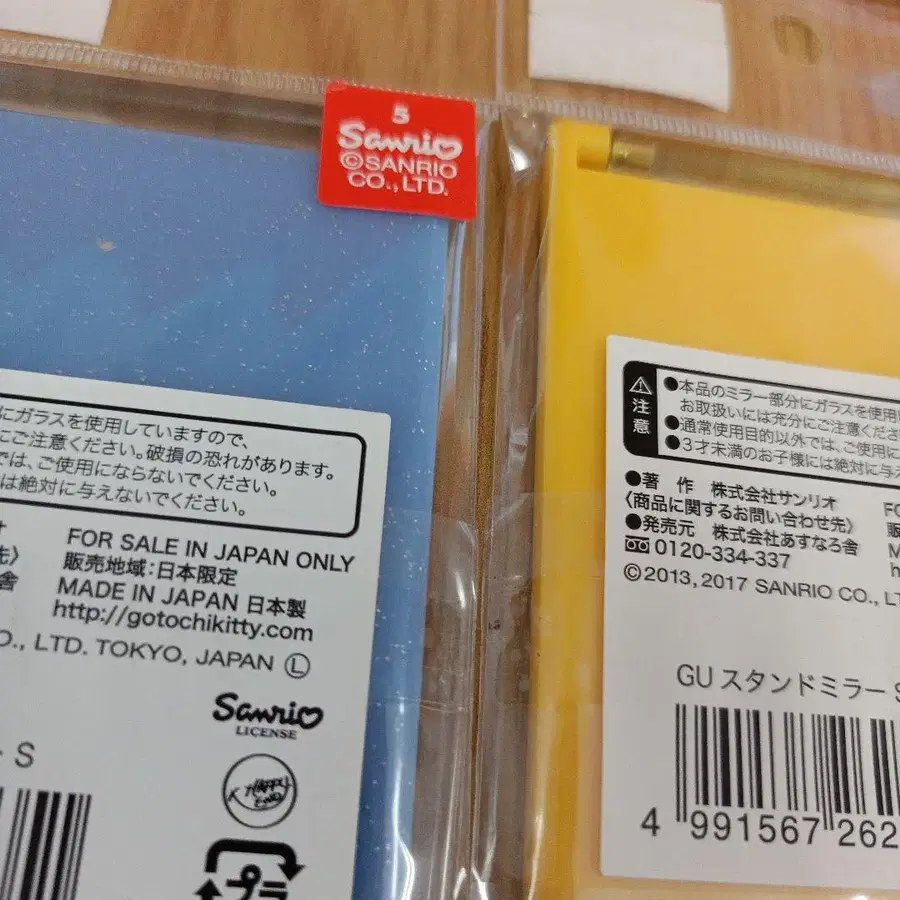 5
Sanrio
©SANRIO
CO., LTD.
にガラスを使用していますので、
にご注意ください。破損の恐れがあります。
では、ご使用にならないでください。
は絶対に与えないでください。
FOR SALE IN JAPAN ONLY
販売地域:日本限定
MADE IN JAPAN 日本製
http://gotochikitty.com
O., LTD. TOKYO, JAPAN Ⓛ
Sanrio
LICENSE
HAPPY
END
S
プラ
注意
●本品のミラー部分にガラスを使用
お取扱いには充分にご注意く
●通常使用目的以外では、ご使用に
●3才未満のお子様には絶対に与え
●著 作 株式会社サンリオ
〈商品に関するお問い合わせ先〉
●発売元 株式会社あすなろ舎
0120-334-337
©2013, 2017 SANRIO CO., L
GU スタンドミラー S
4 991567 262